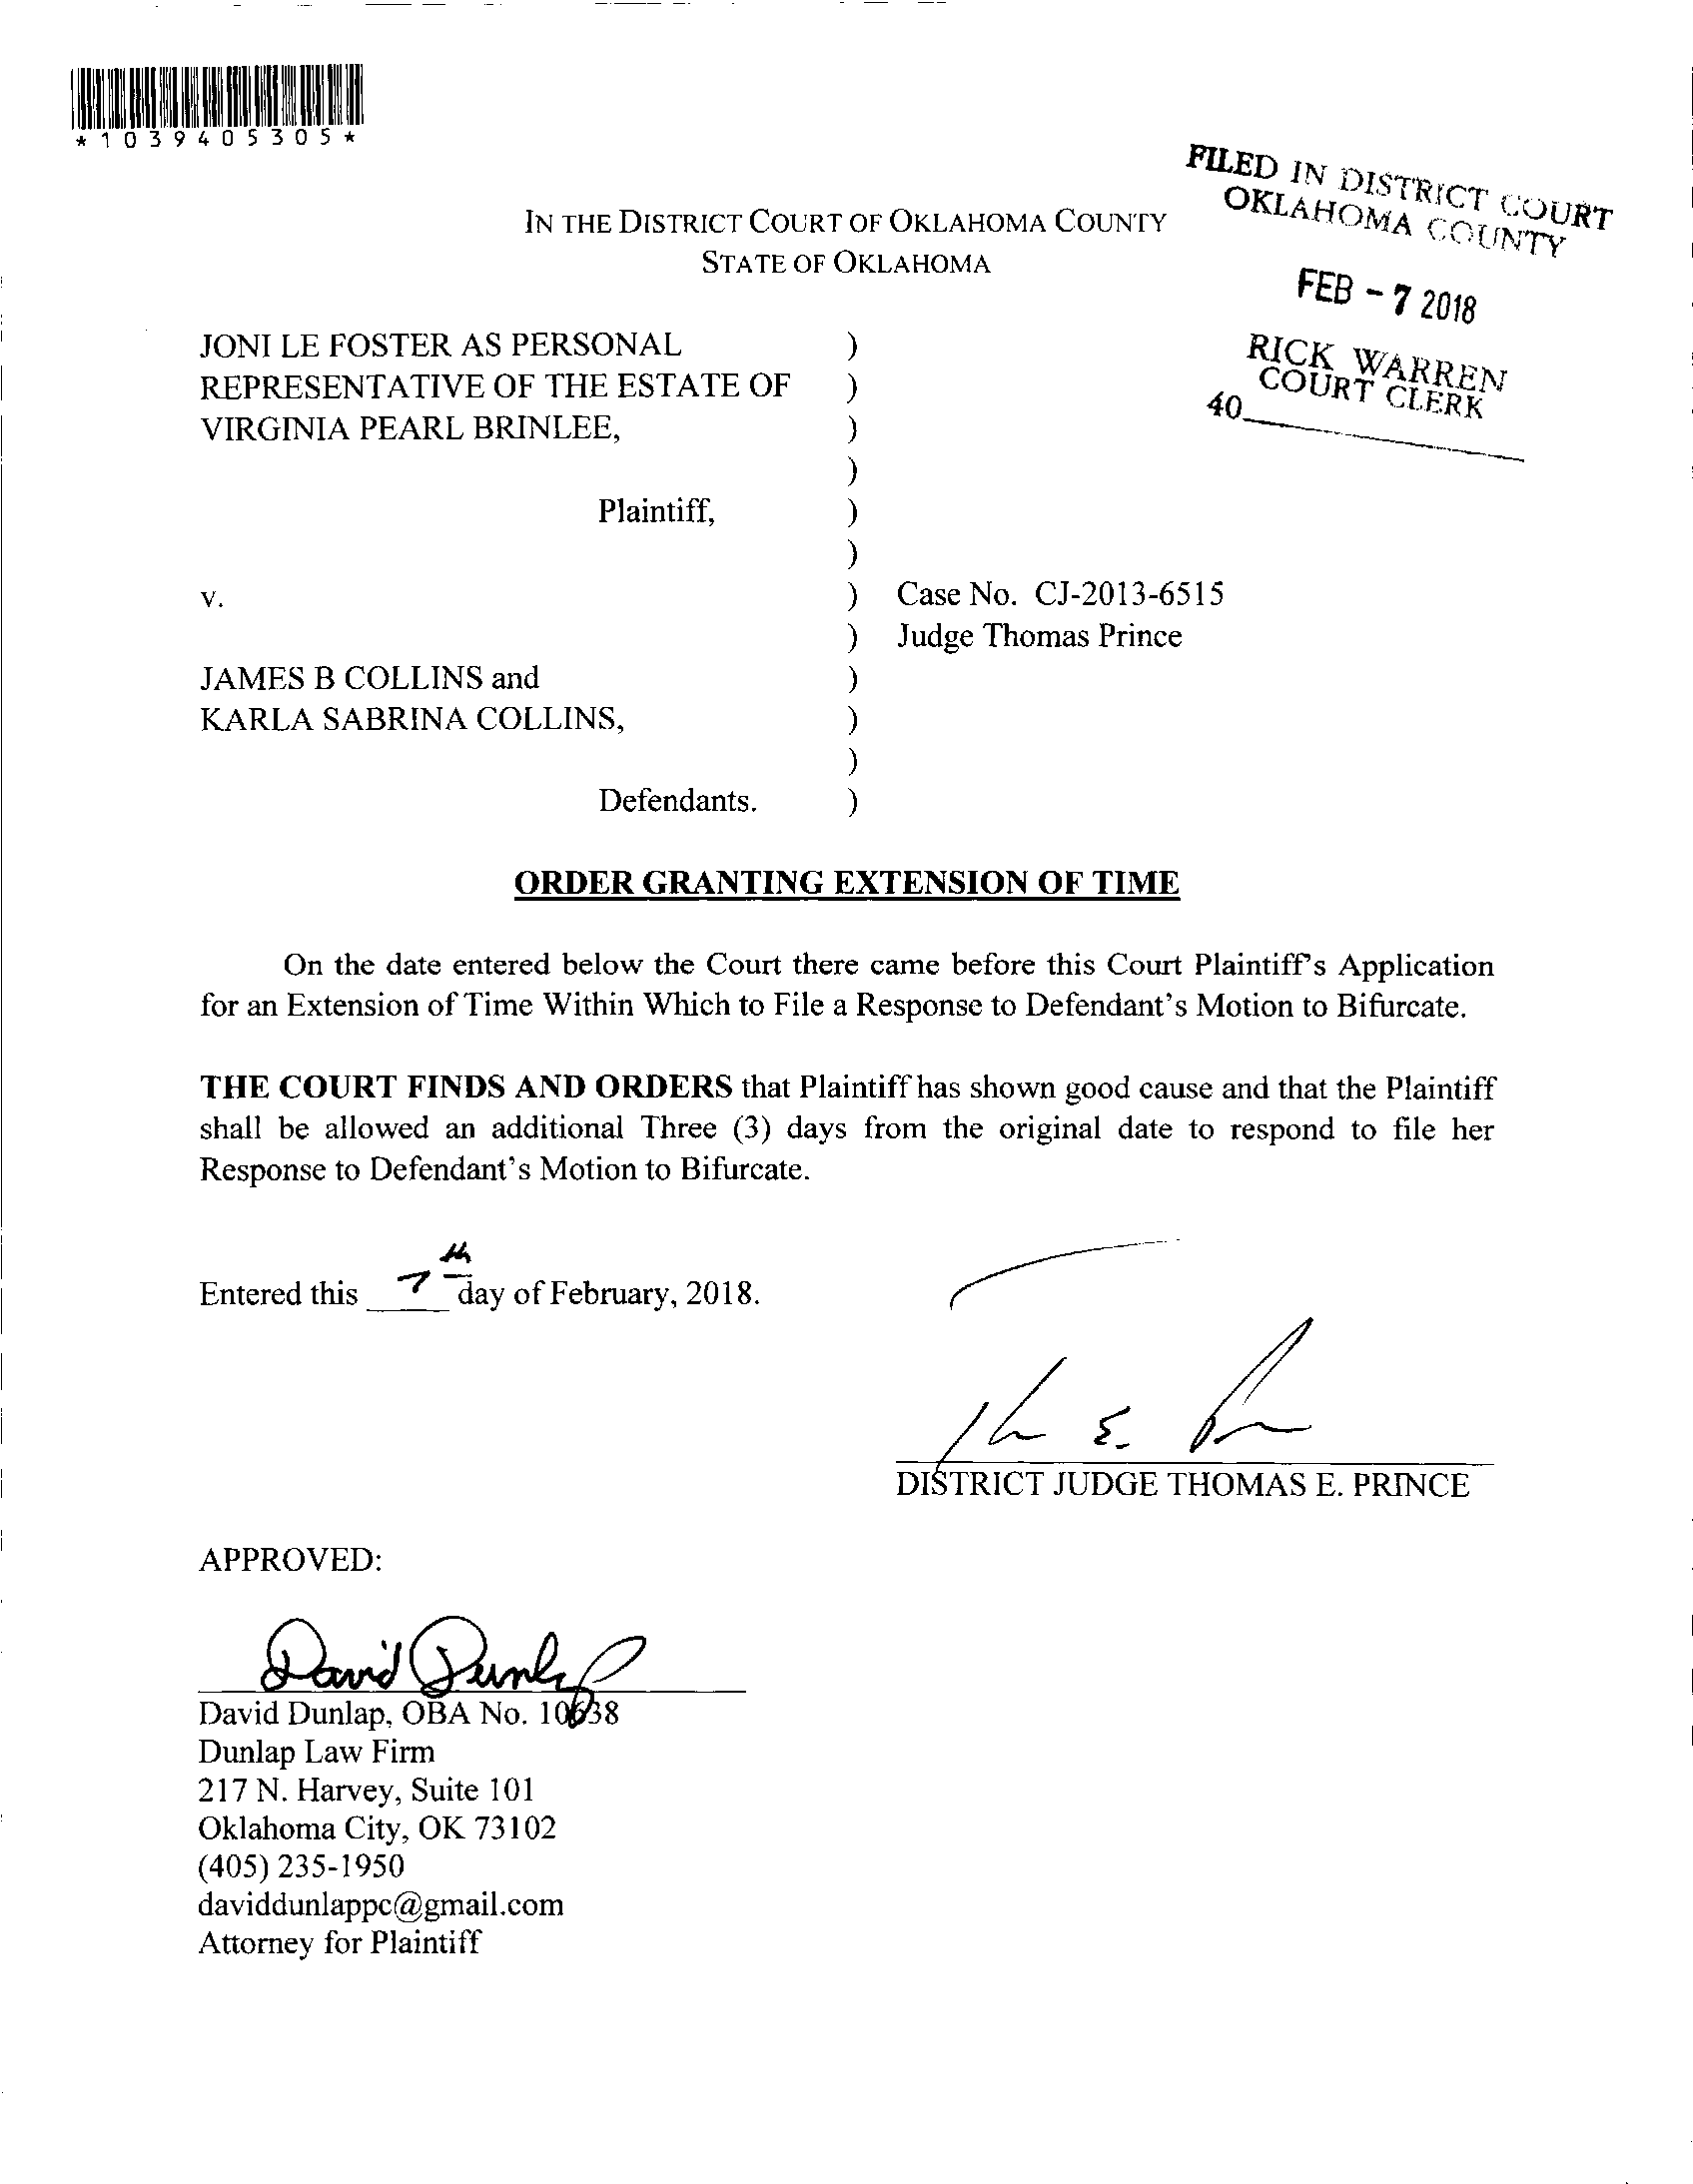 *1039405305*
FILED IN DISTRICT COURT
OKLAHOMA COUNTY
FEB - 7 2018
RICK WARREN
COURT CLERK
40
IN THE DISTRICT COURT OF OKLAHOMA COUNTY
STATE OF OKLAHOMA
JONI LE FOSTER AS PERSONAL )
REPRESENTATIVE OF THE ESTATE OF )
VIRGINIA PEARL BRINLEE, )
)
Plaintiff, )
)
v. ) Case No. CJ-2013-6515
) Judge Thomas Prince
JAMES B COLLINS and )
KARLA SABRINA COLLINS, )
)
Defendants. )
ORDER GRANTING EXTENSION OF TIME
On the date entered below the Court there came before this Court Plaintiff's Application
for an Extension of Time Within Which to File a Response to Defendant's Motion to Bifurcate.
THE COURT FINDS AND ORDERS that Plaintiff has shown good cause and that the Plaintiff
shall be allowed an additional Three (3) days from the original date to respond to file her
Response to Defendant's Motion to Bifurcate.
Entered this 7th day of February, 2018.
DISTRICT JUDGE THOMAS E. PRINCE
APPROVED:
David Dunlap
David Dunlap, OBA No. 10638
Dunlap Law Firm
217 N. Harvey, Suite 101
Oklahoma City, OK 73102
(405) 235-1950
daviddunlappc@gmail.com
Attorney for Plaintiff